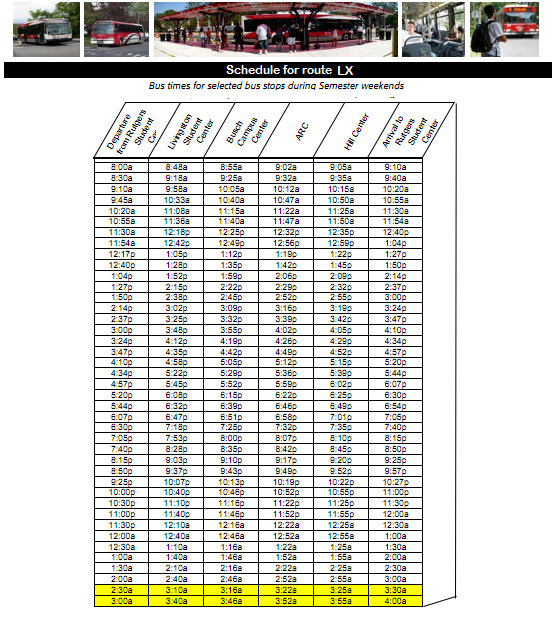 Schedule for route LX
Bus times for selected bus stops during Semester weekends
Departure from Rutgers Student
Livingston Student Center
Busch Campus Center
ARC
Hill Center
Arrival to Rutgers Student Center
8:00a 8:48a 8:55a 9:02a 9:05a 9:10a
8:30a 9:18a 9:25a 9:32a 9:35a 9:40a
9:10a 9:58a 10:05a 10:12a 10:15a 10:20a
9:45a 10:33a 10:40a 10:47a 10:50a 10:55a
10:20a 11:08a 11:15a 11:22a 11:25a 11:30a
10:55a 11:36a 11:40a 11:47a 11:50a 11:54a
11:30a 12:18p 12:25p 12:32p 12:35p 12:40p
11:54a 12:42p 12:49p 12:56p 12:59p 1:04p
12:17p 1:05p 1:12p 1:19p 1:22p 1:27p
12:40p 1:28p 1:35p 1:42p 1:45p 1:50p
1:04p 1:52p 1:59p 2:06p 2:09p 2:14p
1:27p 2:15p 2:22p 2:29p 2:32p 2:37p
1:50p 2:38p 2:45p 2:52p 2:55p 3:00p
2:14p 3:02p 3:09p 3:16p 3:19p 3:24p
2:37p 3:25p 3:32p 3:39p 3:42p 3:47p
3:00p 3:48p 3:55p 4:02p 4:05p 4:10p
3:24p 4:12p 4:19p 4:26p 4:29p 4:34p
3:47p 4:35p 4:42p 4:49p 4:52p 4:57p
4:10p 4:58p 5:05p 5:12p 5:15p 5:20p
4:34p 5:22p 5:29p 5:36p 5:39p 5:44p
4:57p 5:45p 5:52p 5:59p 6:02p 6:07p
5:20p 6:08p 6:15p 6:22p 6:25p 6:30p
5:44p 6:32p 6:39p 6:46p 6:49p 6:54p
6:07p 6:47p 6:51p 6:58p 7:01p 7:05p
6:30p 7:18p 7:25p 7:32p 7:35p 7:40p
7:05p 7:53p 8:00p 8:07p 8:10p 8:15p
7:40p 8:28p 8:35p 8:42p 8:45p 8:50p
8:15p 9:03p 9:10p 9:17p 9:20p 9:25p
8:50p 9:37p 9:43p 9:49p 9:52p 9:57p
9:25p 10:07p 10:13p 10:19p 10:22p 10:27p
10:00p 10:40p 10:46p 10:52p 10:55p 11:00p
10:30p 11:10p 11:16p 11:22p 11:25p 11:30p
11:00p 11:40p 11:46p 11:52p 11:55p 12:00a
11:30p 12:10a 12:16a 12:22a 12:25a 12:30a
12:00a 12:40a 12:46a 12:52a 12:55a 1:00a
12:30a 1:10a 1:16a 1:22a 1:25a 1:30a
1:00a 1:40a 1:46a 1:52a 1:55a 2:00a
1:30a 2:10a 2:16a 2:22a 2:25a 2:30a
2:00a 2:40a 2:46a 2:52a 2:55a 3:00a
2:30a 3:10a 3:16a 3:22a 3:25a 3:30a
3:00a 3:40a 3:46a 3:52a 3:55a 4:00a